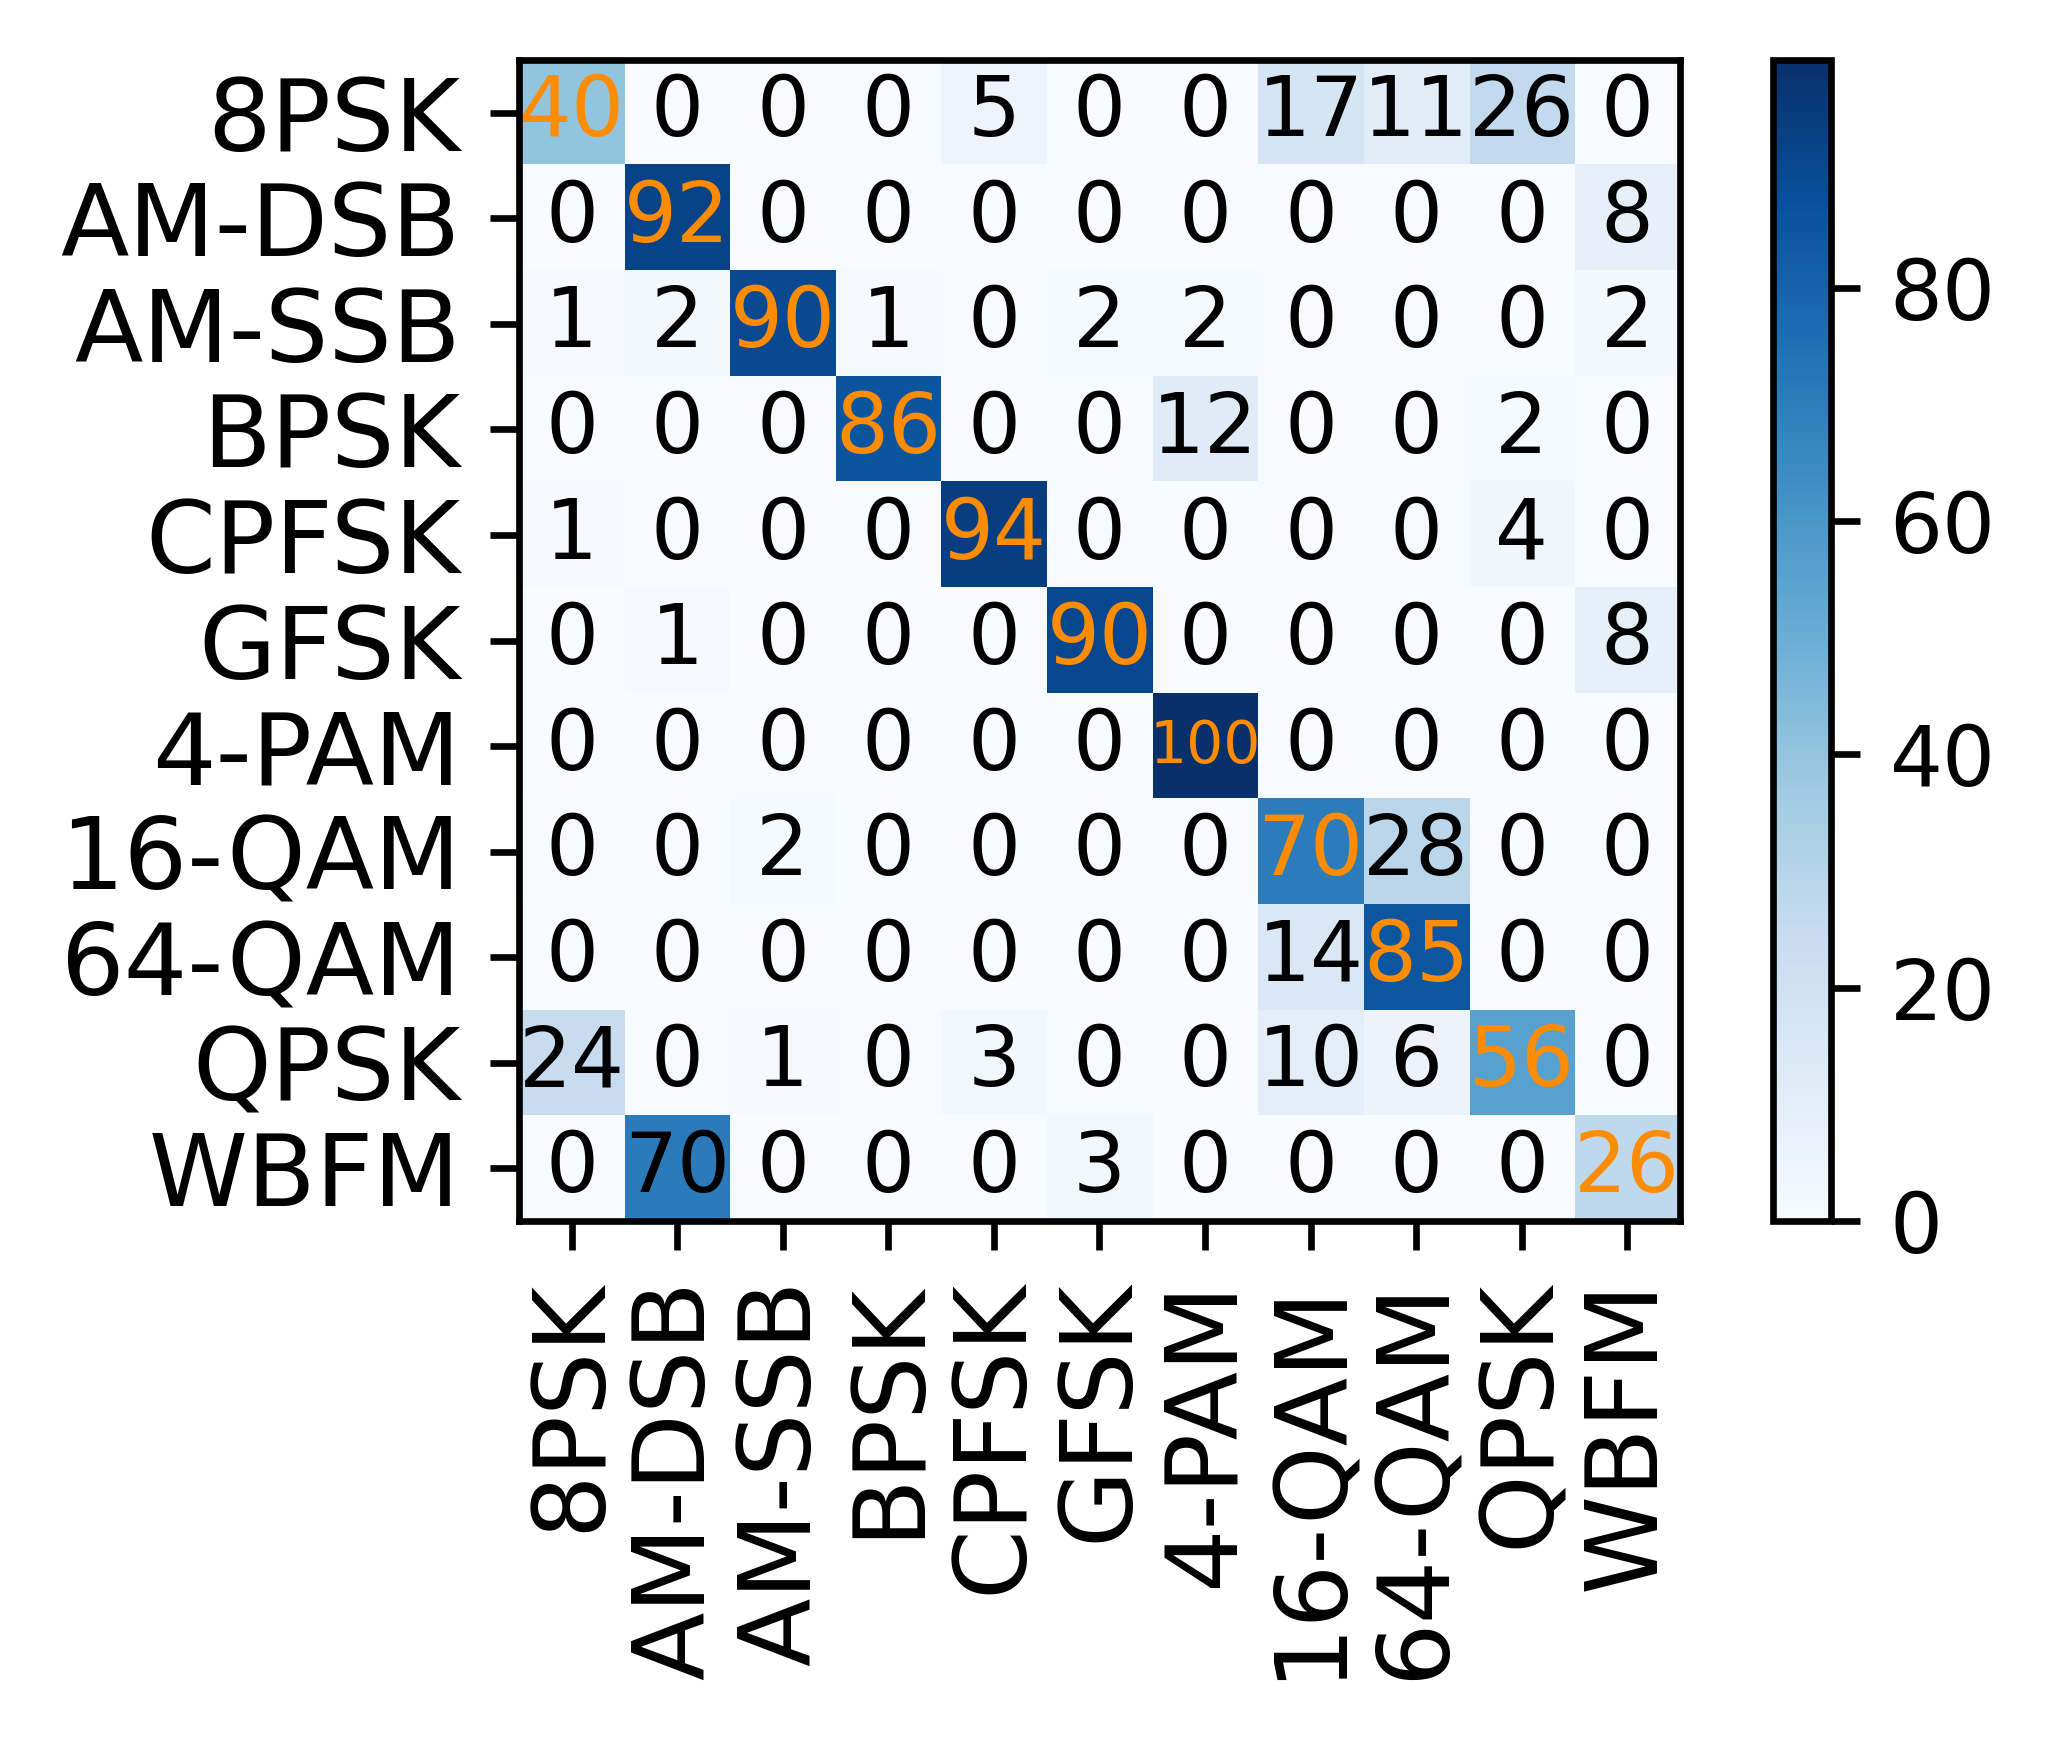 8PSK 40 0 0 0 5 0 0 17 11 26 0
AM-DSB 0 92 0 0 0 0 0 0 0 0 8
AM-SSB 1 2 90 1 0 2 2 0 0 0 2
BPSK 0 0 0 86 0 0 12 0 0 2 0
CPFSK 1 0 0 0 94 0 0 0 0 4 0
GFSK 0 1 0 0 0 90 0 0 0 0 8
4-PAM 0 0 0 0 0 0 100 0 0 0 0
16-QAM 0 0 2 0 0 0 0 70 28 0 0
64-QAM 0 0 0 0 0 0 0 14 85 0 0
QPSK 24 0 1 0 3 0 0 10 6 56 0
WBFM 0 70 0 0 0 3 0 0 0 0 26
8PSK
AM-DSB
AM-SSB
BPSK
CPFSK
GFSK
4-PAM
16-QAM
64-QAM
QPSK
WBFM
80
60
40
20
0